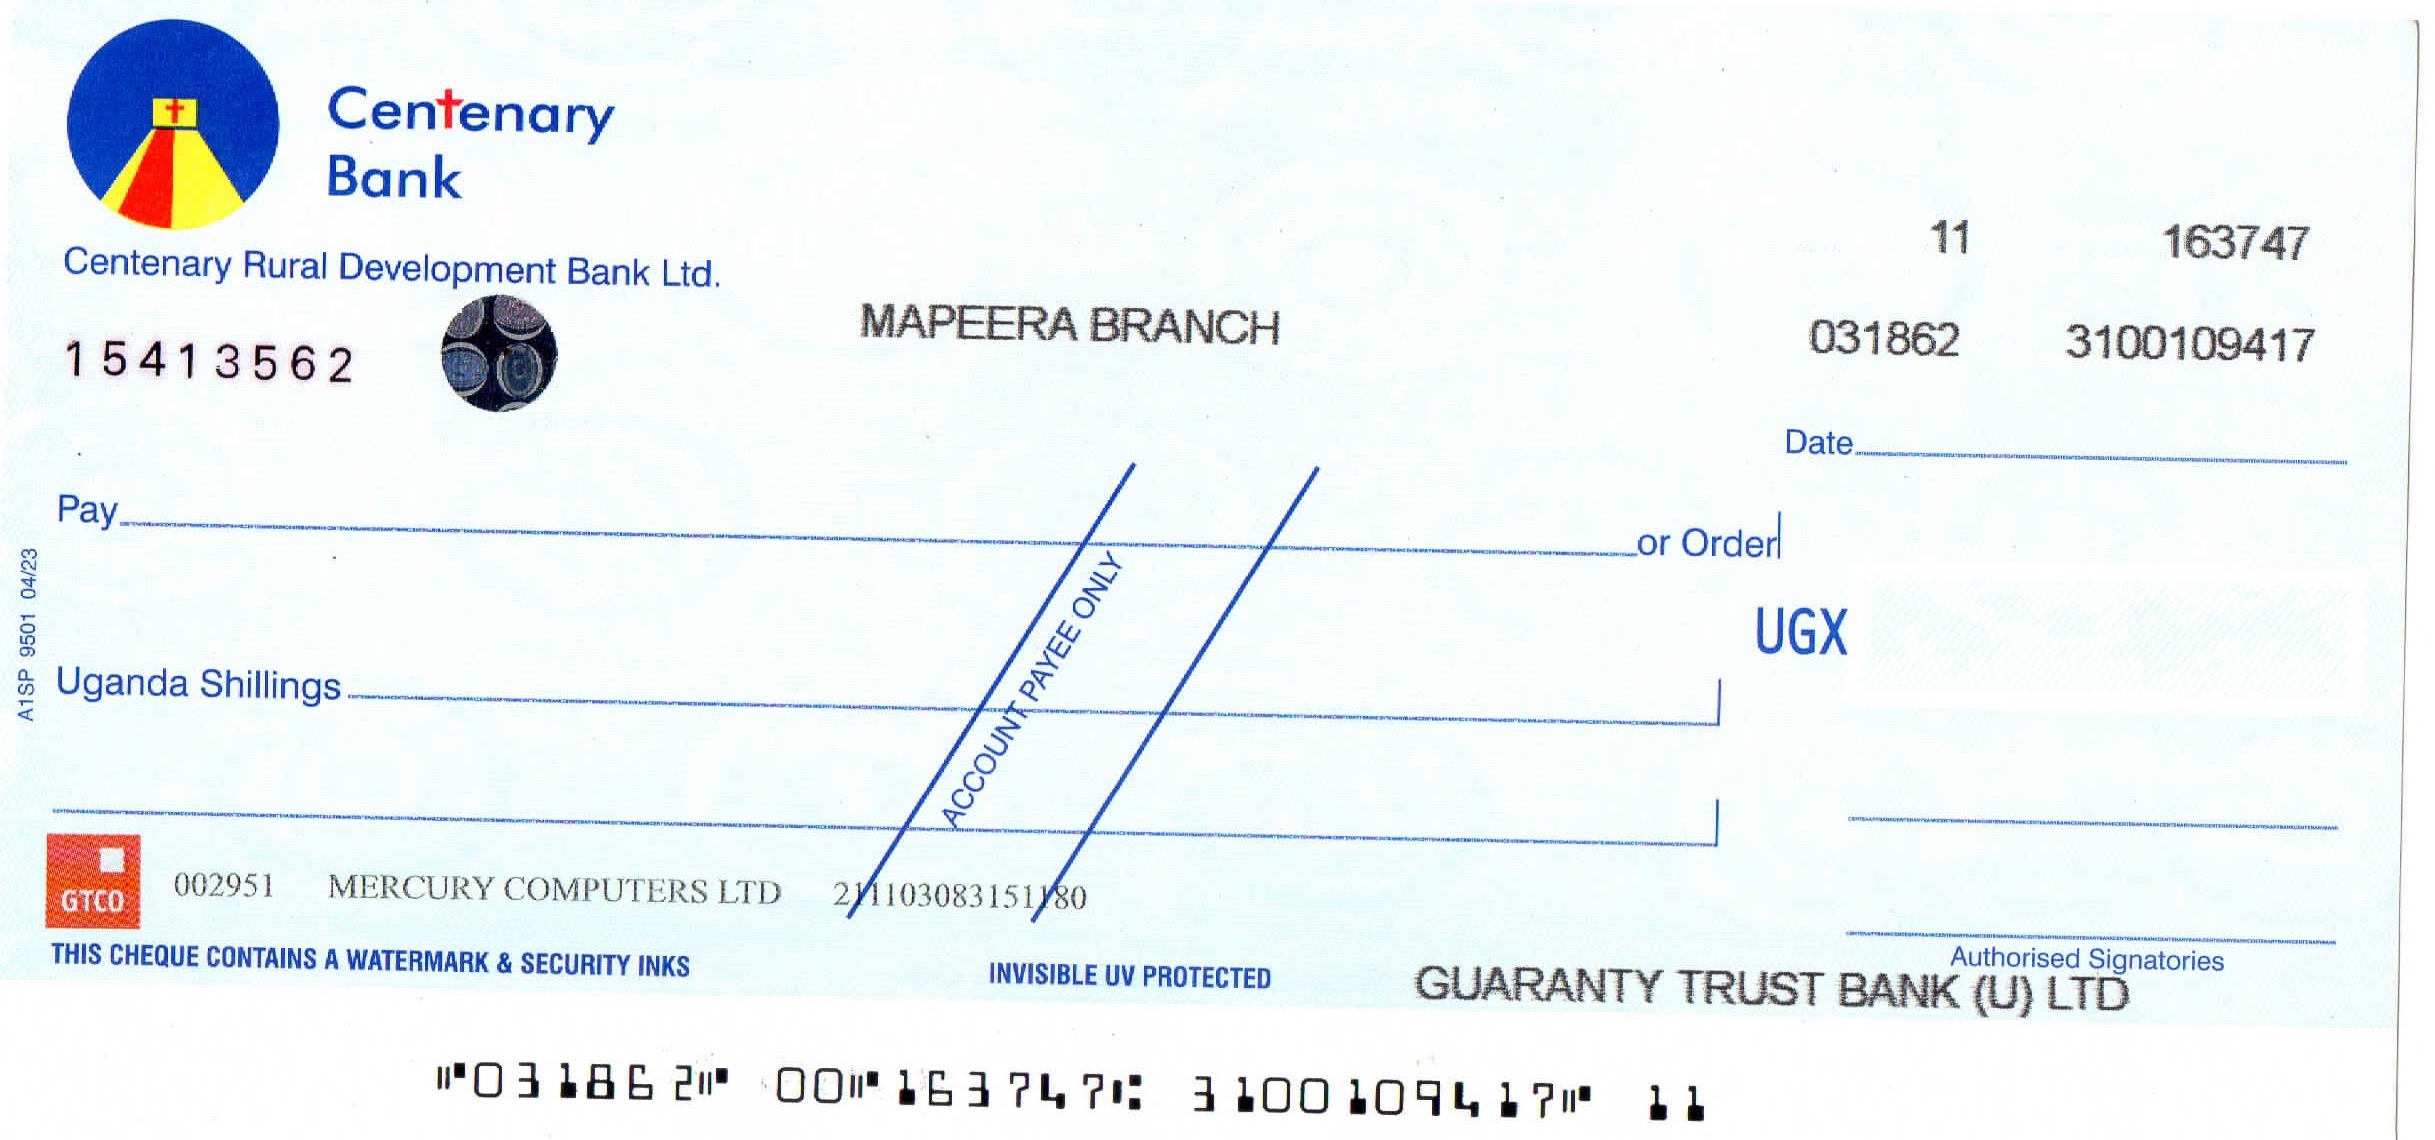 Centenary
Bank
Centenary Rural Development Bank Ltd.
11 163747
15413562 MAPEERA BRANCH 031862 3100109417
Date
Pay or Order
UGX
Uganda Shillings
ACCOUNT PAYEE ONLY
A1SP 9501 04/23
GTCO 002951 MERCURY COMPUTERS LTD 211103083151180
Authorised Signatories
THIS CHEQUE CONTAINS A WATERMARK & SECURITY INKS INVISIBLE UV PROTECTED
GUARANTY TRUST BANK (U) LTD
⑈031862⑈ 00⑈163747⑆ 3100109417⑈ 11